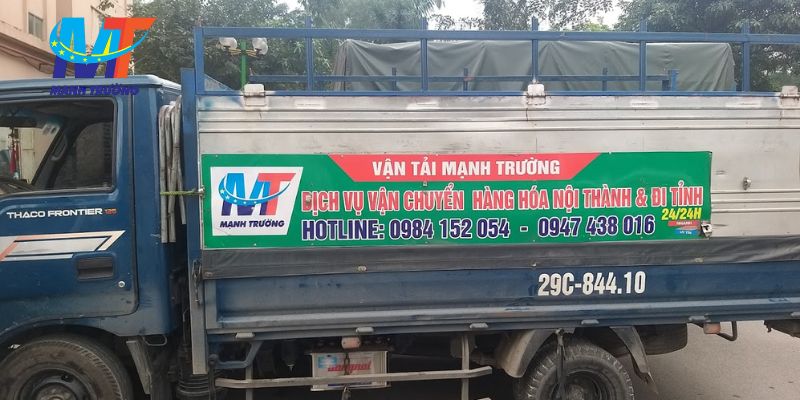 MT
MẠNH TRƯỜNG
VẬN TẢI MẠNH TRƯỜNG
MT
MẠNH TRƯỜNG
DỊCH VỤ VẬN CHUYỂN HÀNG HÓA NỘI THÀNH & ĐI TỈNH
24/24H
HOTLINE: 0984 152 054 - 0947 438 016
THACO FRONTIER 125
29C-844.10